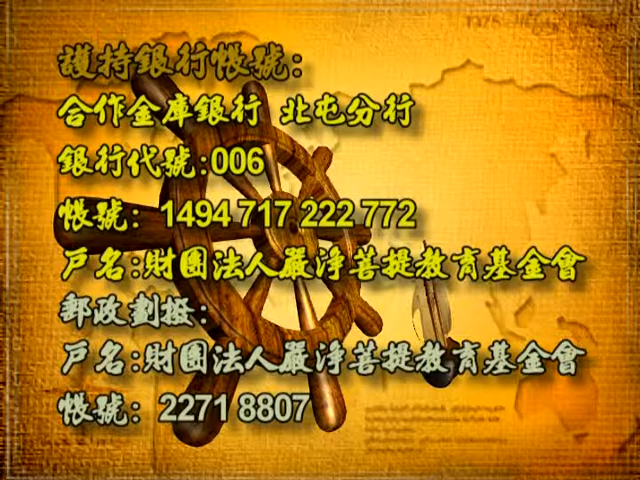 護持銀行帳號:
合作金庫銀行 北屯分行
銀行代號:006
帳號: 1494 717 222 772
戶名:財團法人嚴淨菩提教育基金會
郵政劃撥:
戶名:財團法人嚴淨菩提教育基金會
帳號: 2271 8807